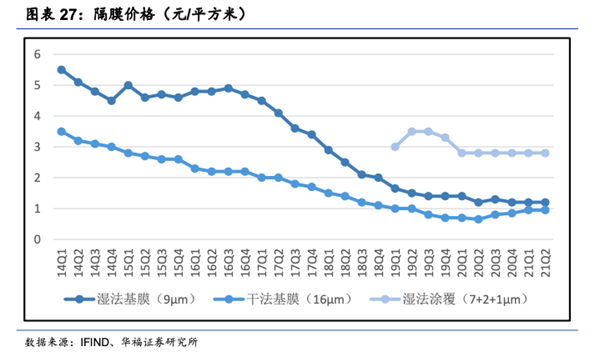 图表 27：隔膜价格（元/平方米）
6
5
4
3
2
1
0
14Q1 14Q2 14Q3 14Q4 15Q1 15Q2 15Q3 15Q4 16Q1 16Q2 16Q3 16Q4 17Q1 17Q2 17Q3 17Q4 18Q1 18Q2 18Q3 18Q4 19Q1 19Q2 19Q3 19Q4 20Q1 20Q2 20Q3 20Q4 21Q1 21Q2
湿法基膜（9μm） 干法基膜（16μm） 湿法涂覆（7+2+1μm）
数据来源：IFIND、华福证券研究所